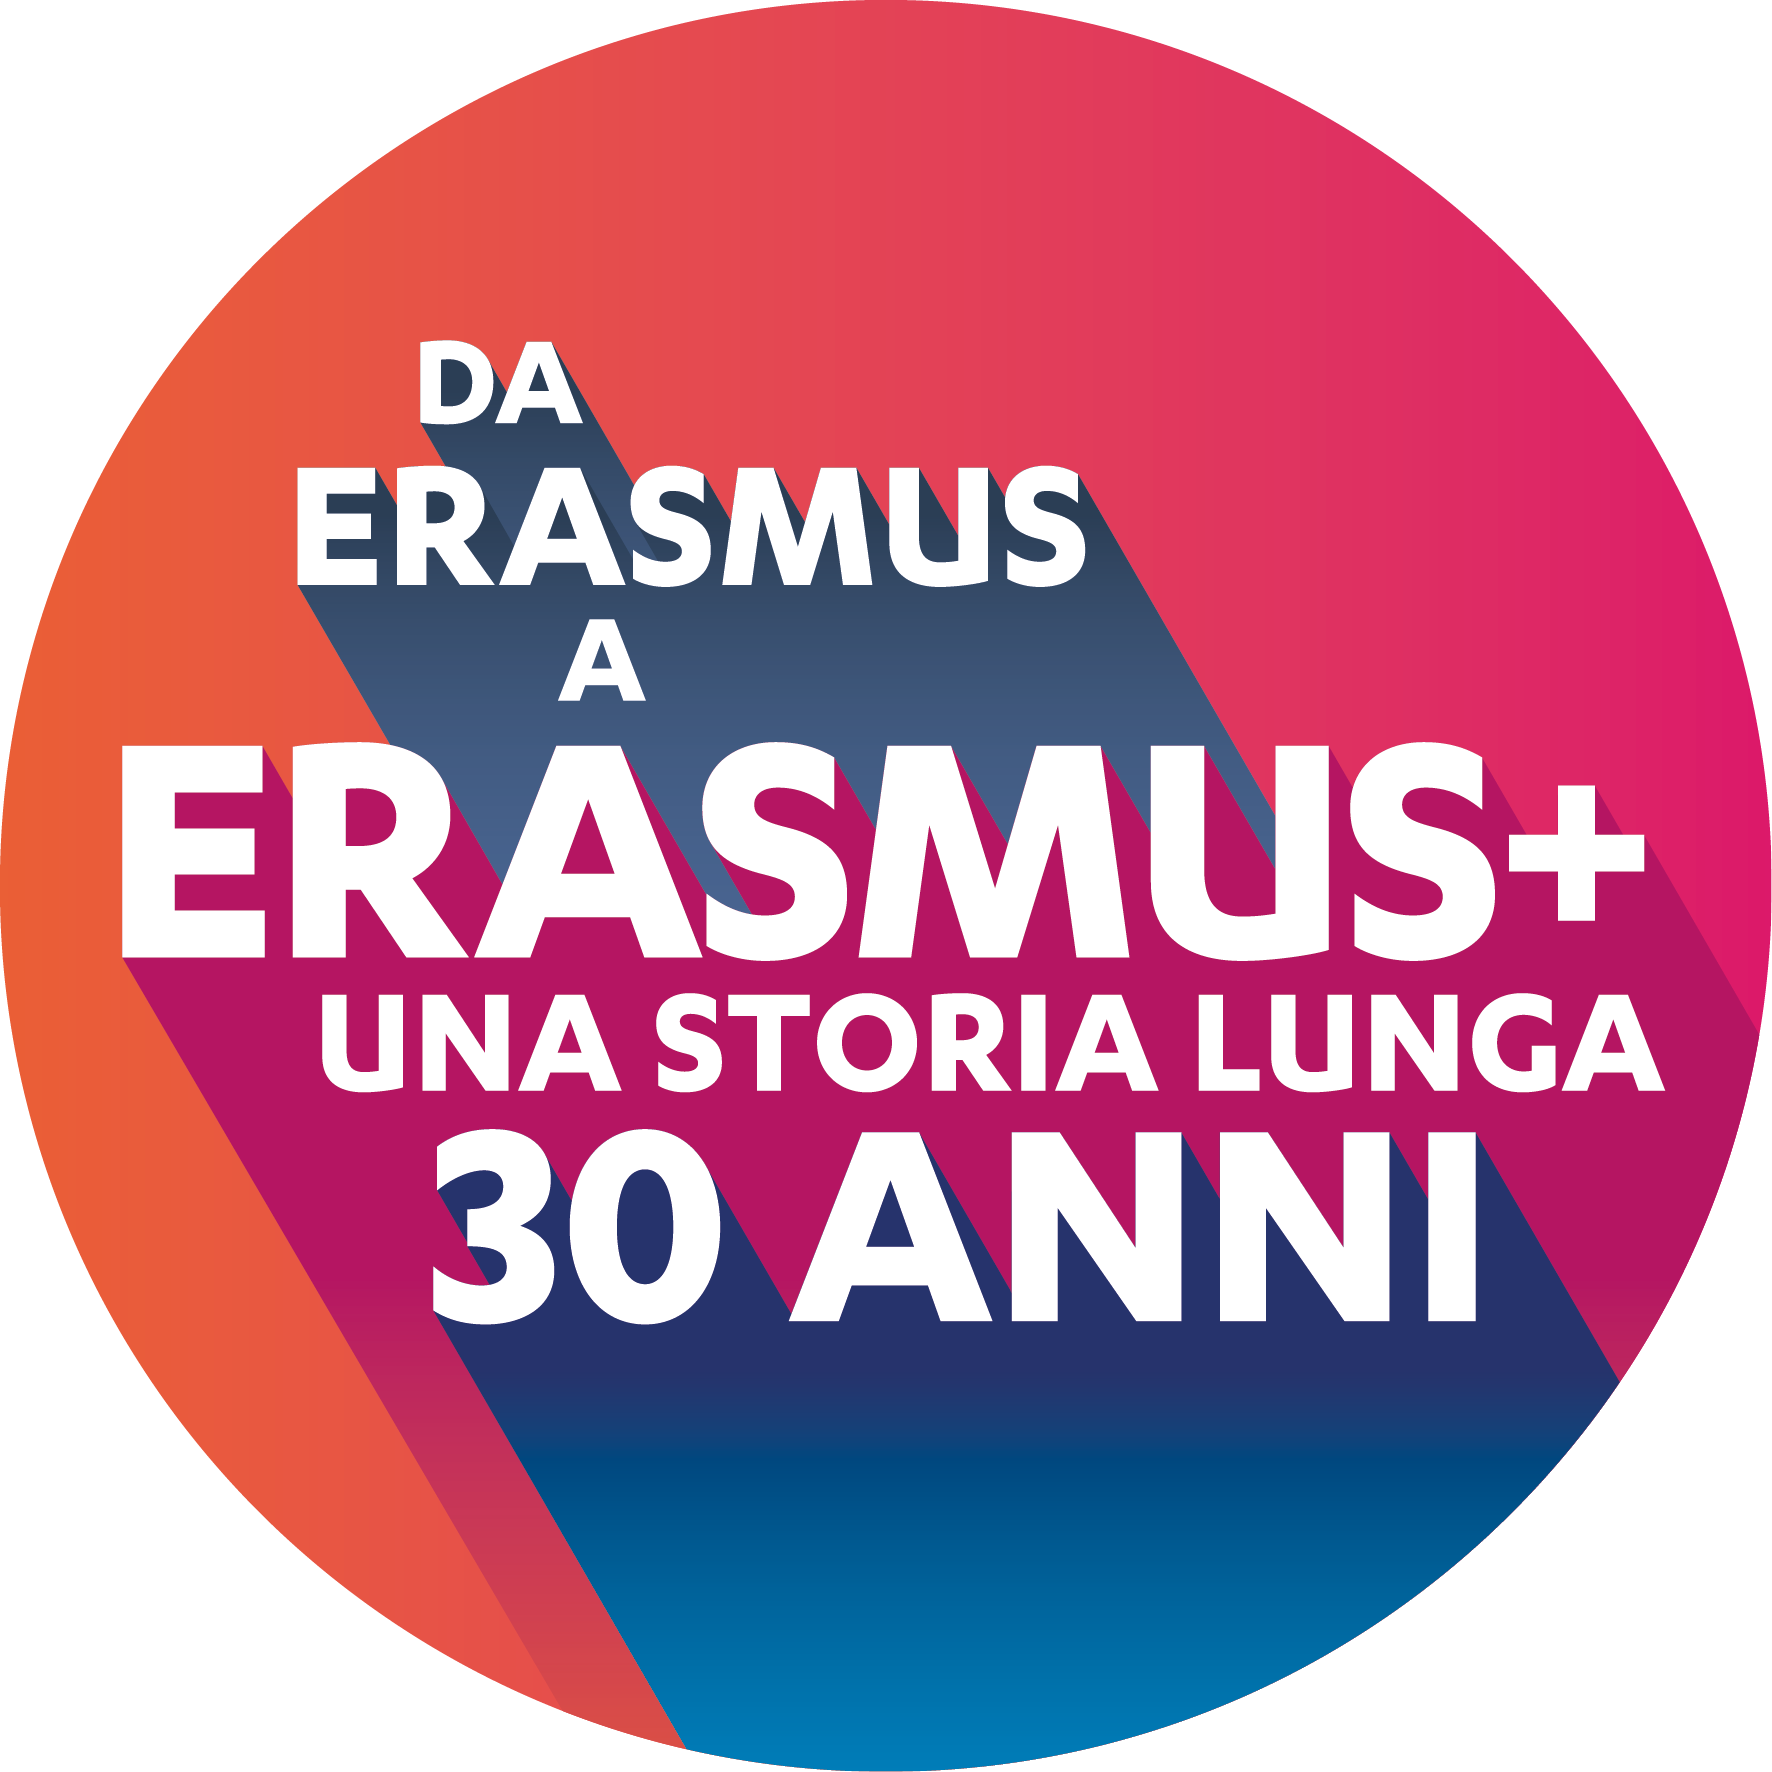 DA
ERASMUS
A
ERASMUS+
UNA STORIA LUNGA
30 ANNI